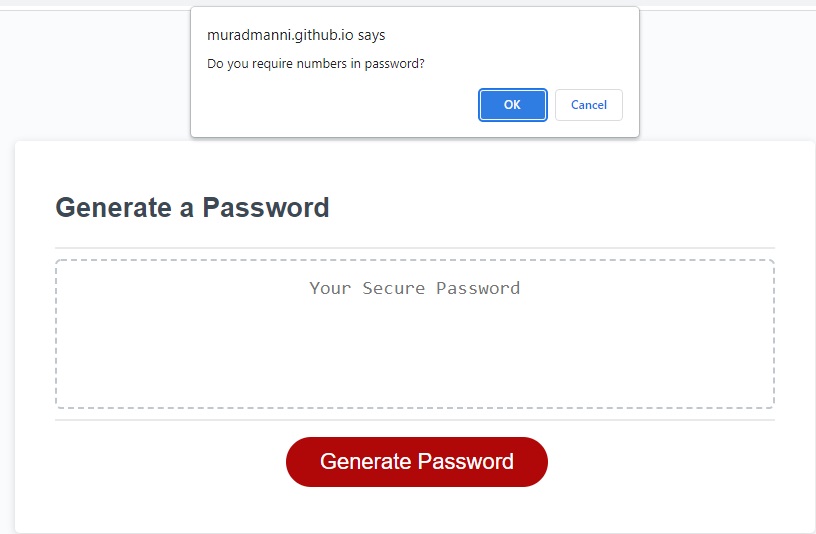 muradmanni.github.io says
Do you require numbers in password?
OK
Cancel
Generate a Password
Your Secure Password
Generate Password